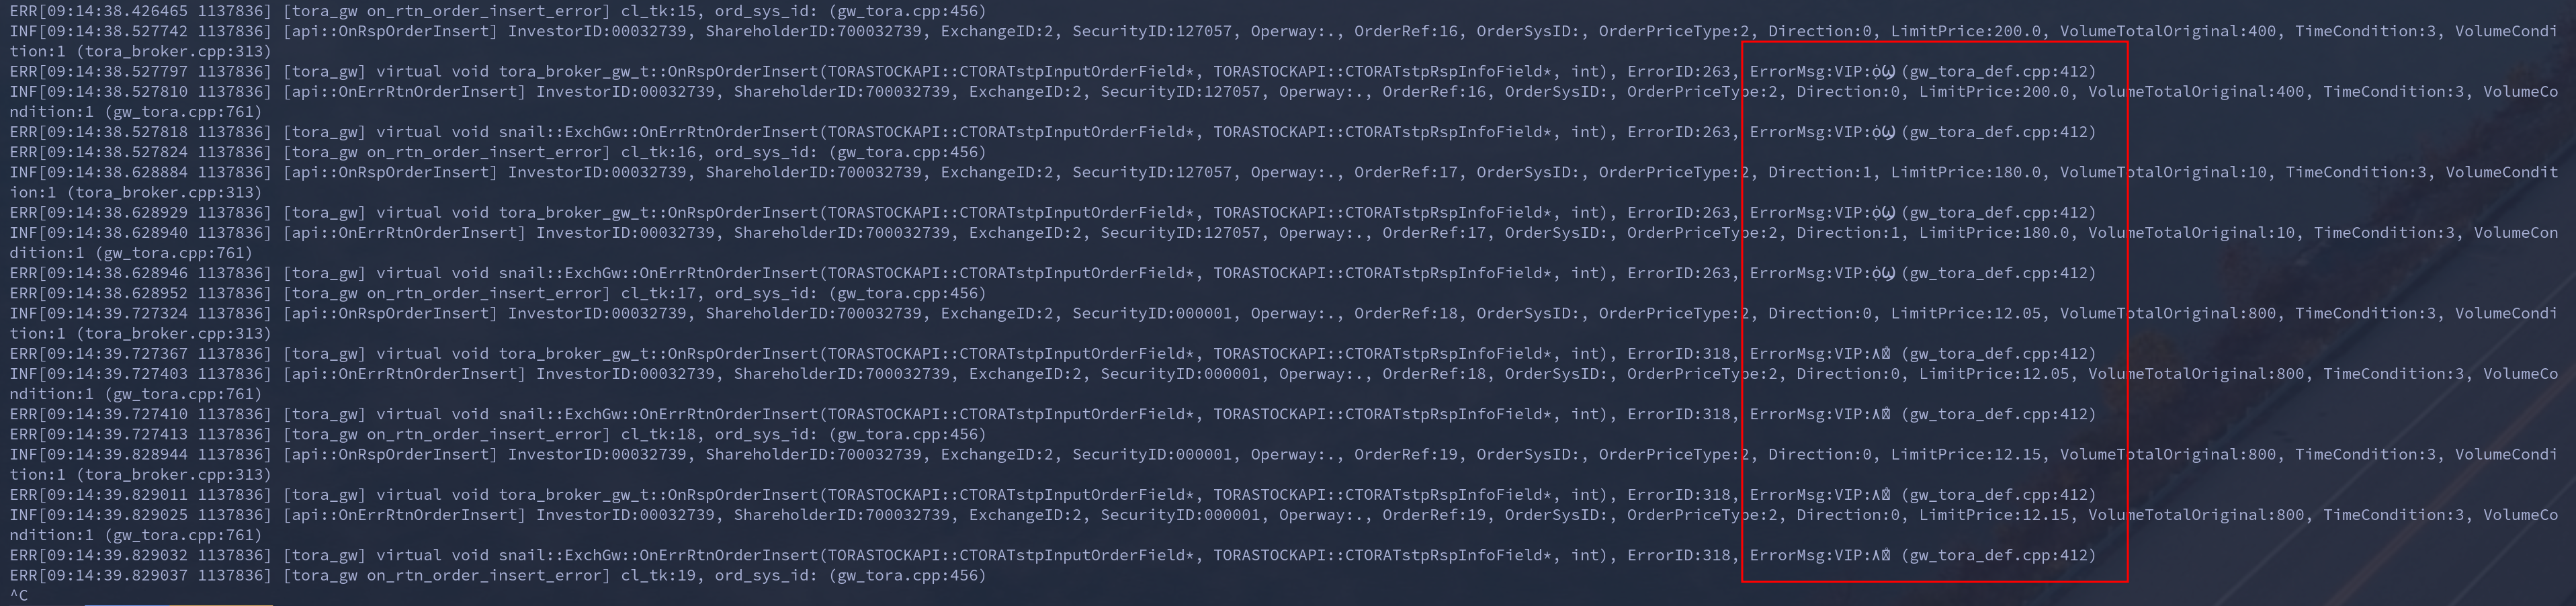 ERR[09:14:38.426465 1137836] [tora_gw on_rtn_order_insert_error] cl_tk:15, ord_sys_id: (gw_tora.cpp:456)
INF[09:14:38.527742 1137836] [api::OnRspOrderInsert] InvestorID:00032739, ShareholderID:700032739, ExchangeID:2, SecurityID:127057, Operway:., OrderRef:16, OrderSysID:, OrderPriceType:2, Direction:0, LimitPrice:200.0, VolumeTotalOriginal:400, TimeCondition:3, VolumeCondi
tion:1 (tora_broker.cpp:313)
ERR[09:14:38.527797 1137836] [tora_gw] virtual void tora_broker_gw_t::OnRspOrderInsert(TORASTOCKAPI::CTORATstpInputOrderField*, TORASTOCKAPI::CTORATstpRspInfoField*, int), ErrorID:263, ErrorMsg:VIP: (gw_tora_def.cpp:412)
INF[09:14:38.527810 1137836] [api::OnErrRtnOrderInsert] InvestorID:00032739, ShareholderID:700032739, ExchangeID:2, SecurityID:127057, Operway:., OrderRef:16, OrderSysID:, OrderPriceType:2, Direction:0, LimitPrice:200.0, VolumeTotalOriginal:400, TimeCondition:3, VolumeCo
ndition:1 (gw_tora.cpp:761)
ERR[09:14:38.527818 1137836] [tora_gw] virtual void snail::ExchGw::OnErrRtnOrderInsert(TORASTOCKAPI::CTORATstpInputOrderField*, TORASTOCKAPI::CTORATstpRspInfoField*, int), ErrorID:263, ErrorMsg:VIP: (gw_tora_def.cpp:412)
ERR[09:14:38.527824 1137836] [tora_gw on_rtn_order_insert_error] cl_tk:16, ord_sys_id: (gw_tora.cpp:456)
INF[09:14:38.628884 1137836] [api::OnRspOrderInsert] InvestorID:00032739, ShareholderID:700032739, ExchangeID:2, SecurityID:127057, Operway:., OrderRef:17, OrderSysID:, OrderPriceType:2, Direction:1, LimitPrice:180.0, VolumeTotalOriginal:10, TimeCondition:3, VolumeCondit
ion:1 (tora_broker.cpp:313)
ERR[09:14:38.628929 1137836] [tora_gw] virtual void tora_broker_gw_t::OnRspOrderInsert(TORASTOCKAPI::CTORATstpInputOrderField*, TORASTOCKAPI::CTORATstpRspInfoField*, int), ErrorID:263, ErrorMsg:VIP: (gw_tora_def.cpp:412)
INF[09:14:38.628940 1137836] [api::OnErrRtnOrderInsert] InvestorID:00032739, ShareholderID:700032739, ExchangeID:2, SecurityID:127057, Operway:., OrderRef:17, OrderSysID:, OrderPriceType:2, Direction:1, LimitPrice:180.0, VolumeTotalOriginal:10, TimeCondition:3, VolumeCon
dition:1 (gw_tora.cpp:761)
ERR[09:14:38.628946 1137836] [tora_gw] virtual void snail::ExchGw::OnErrRtnOrderInsert(TORASTOCKAPI::CTORATstpInputOrderField*, TORASTOCKAPI::CTORATstpRspInfoField*, int), ErrorID:263, ErrorMsg:VIP: (gw_tora_def.cpp:412)
ERR[09:14:38.628952 1137836] [tora_gw on_rtn_order_insert_error] cl_tk:17, ord_sys_id: (gw_tora.cpp:456)
INF[09:14:39.727324 1137836] [api::OnRspOrderInsert] InvestorID:00032739, ShareholderID:700032739, ExchangeID:2, SecurityID:000001, Operway:., OrderRef:18, OrderSysID:, OrderPriceType:2, Direction:0, LimitPrice:12.05, VolumeTotalOriginal:800, TimeCondition:3, VolumeCondi
tion:1 (tora_broker.cpp:313)
ERR[09:14:39.727367 1137836] [tora_gw] virtual void tora_broker_gw_t::OnRspOrderInsert(TORASTOCKAPI::CTORATstpInputOrderField*, TORASTOCKAPI::CTORATstpRspInfoField*, int), ErrorID:318, ErrorMsg:VIP: (gw_tora_def.cpp:412)
INF[09:14:39.727403 1137836] [api::OnErrRtnOrderInsert] InvestorID:00032739, ShareholderID:700032739, ExchangeID:2, SecurityID:000001, Operway:., OrderRef:18, OrderSysID:, OrderPriceType:2, Direction:0, LimitPrice:12.05, VolumeTotalOriginal:800, TimeCondition:3, VolumeCo
ndition:1 (gw_tora.cpp:761)
ERR[09:14:39.727410 1137836] [tora_gw] virtual void snail::ExchGw::OnErrRtnOrderInsert(TORASTOCKAPI::CTORATstpInputOrderField*, TORASTOCKAPI::CTORATstpRspInfoField*, int), ErrorID:318, ErrorMsg:VIP: (gw_tora_def.cpp:412)
ERR[09:14:39.727413 1137836] [tora_gw on_rtn_order_insert_error] cl_tk:18, ord_sys_id: (gw_tora.cpp:456)
INF[09:14:39.828944 1137836] [api::OnRspOrderInsert] InvestorID:00032739, ShareholderID:700032739, ExchangeID:2, SecurityID:000001, Operway:., OrderRef:19, OrderSysID:, OrderPriceType:2, Direction:0, LimitPrice:12.15, VolumeTotalOriginal:800, TimeCondition:3, VolumeCondi
tion:1 (tora_broker.cpp:313)
ERR[09:14:39.829011 1137836] [tora_gw] virtual void tora_broker_gw_t::OnRspOrderInsert(TORASTOCKAPI::CTORATstpInputOrderField*, TORASTOCKAPI::CTORATstpRspInfoField*, int), ErrorID:318, ErrorMsg:VIP: (gw_tora_def.cpp:412)
INF[09:14:39.829025 1137836] [api::OnErrRtnOrderInsert] InvestorID:00032739, ShareholderID:700032739, ExchangeID:2, SecurityID:000001, Operway:., OrderRef:19, OrderSysID:, OrderPriceType:2, Direction:0, LimitPrice:12.15, VolumeTotalOriginal:800, TimeCondition:3, VolumeCo
ndition:1 (gw_tora.cpp:761)
ERR[09:14:39.829032 1137836] [tora_gw] virtual void snail::ExchGw::OnErrRtnOrderInsert(TORASTOCKAPI::CTORATstpInputOrderField*, TORASTOCKAPI::CTORATstpRspInfoField*, int), ErrorID:318, ErrorMsg:VIP: (gw_tora_def.cpp:412)
ERR[09:14:39.829037 1137836] [tora_gw on_rtn_order_insert_error] cl_tk:19, ord_sys_id: (gw_tora.cpp:456)
^C